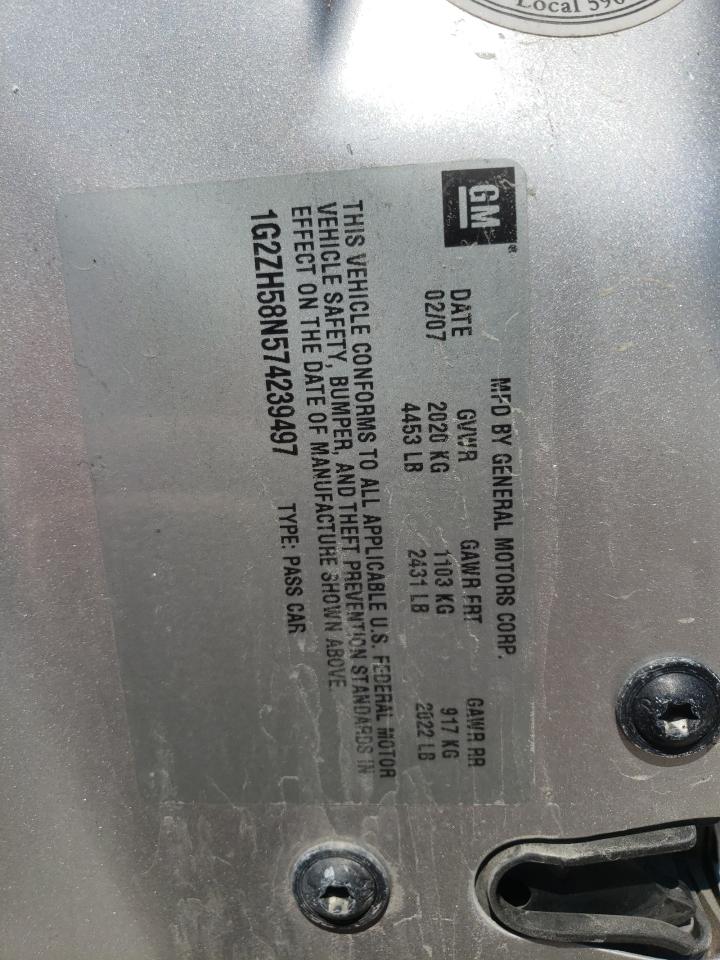 Local 596
GM
MFD BY GENERAL MOTORS CORP.
DATE GVWR GAWR FRT GAWR RR
02/07 2020 KG 1103 KG 917 KG
4453 LB 2431 LB 2022 LB
THIS VEHICLE CONFORMS TO ALL APPLICABLE U.S. FEDERAL MOTOR
VEHICLE SAFETY, BUMPER, AND THEFT PREVENTION STANDARDS IN
EFFECT ON THE DATE OF MANUFACTURE SHOWN ABOVE.
1G2ZH58N574239497 TYPE: PASS CAR